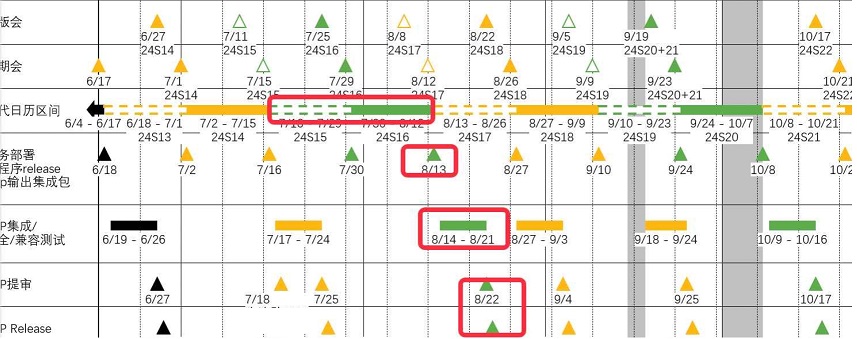 版会
6/27 7/11 7/25 8/8 8/22 9/5 9/19 10/17
24S14 24S15 24S16 24S17 24S18 24S19 24S20+21 24S22
期会
6/17 7/1 7/15 7/29 8/12 8/26 9/9 9/23 10/21
24S14 24S15 24S16 24S17 24S18 24S19 24S20+21
代日历区间
6/4 - 6/17 6/18 - 7/1 7/2 - 7/15 7/16 - 7/29 7/30 - 8/12 8/13 - 8/26 8/27 - 9/9 9/10 - 9/23 9/24 - 10/7 10/8 - 10/21
24S13 24S14 24S15 24S16 24S17 24S18 24S19 24S20 24S21
务部署
程序release
p输出集成包
6/18 7/2 7/16 7/30 8/13 8/27 9/10 9/24 10/8
P集成/
全/兼容测试
6/19 - 6/26 7/17 - 7/24 8/14 - 8/21 8/27 - 9/3 9/18 - 9/24 10/9 - 10/16
P提审
6/27 7/18 7/25 8/22 9/4 9/25 10/17
P Release